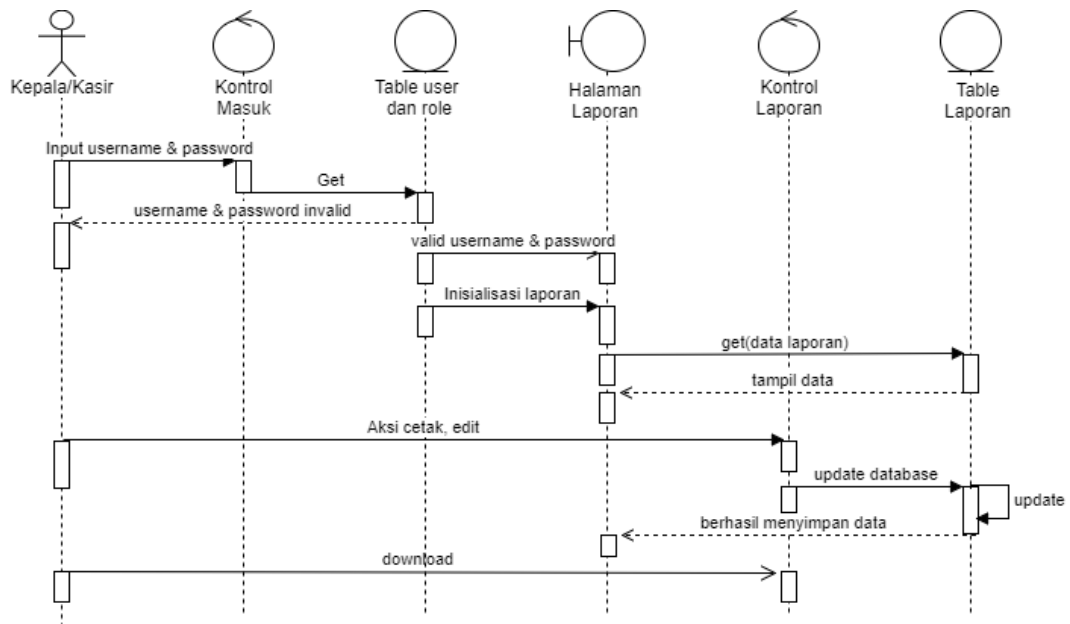 Kepala/Kasir
Kontrol
Masuk
Table user
dan role
Halaman
Laporan
Kontrol
Laporan
Table
Laporan
Input username & password
Get
username & password invalid
valid username & password
Inisialisasi laporan
get(data laporan)
tampil data
Aksi cetak, edit
update database
update
berhasil menyimpan data
download